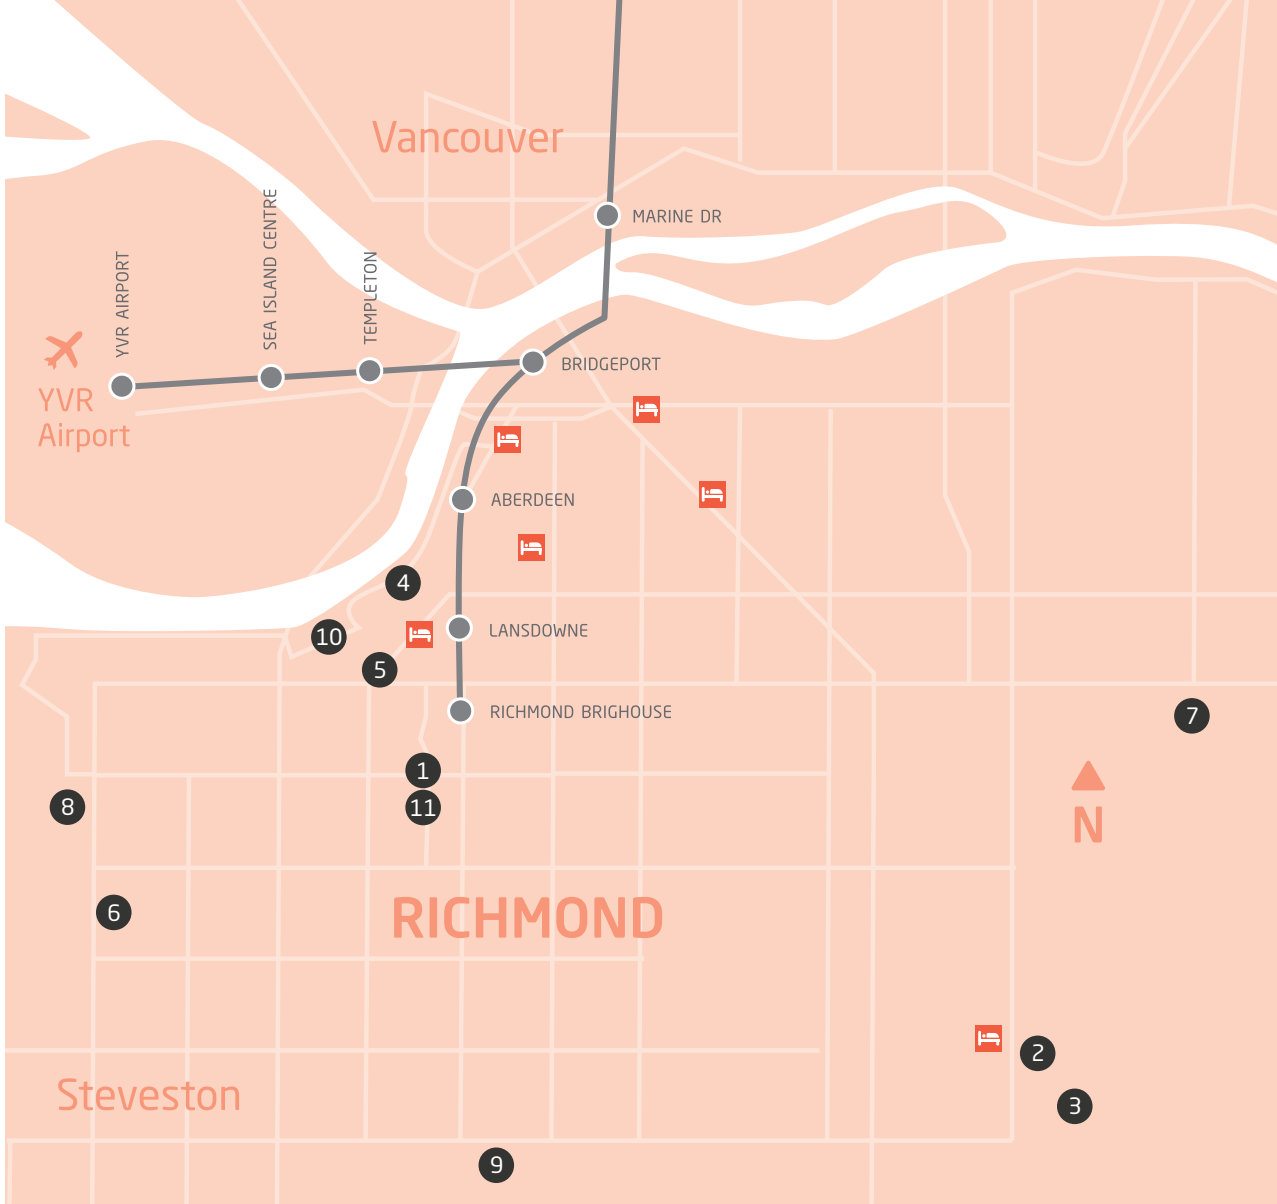 Vancouver
MARINE DR
SEA ISLAND CENTRE
YVR AIRPORT
TEMPLETON
BRIDGEPORT
YVR
Airport
ABERDEEN
4
LANSDOWNE
10
5
RICHMOND BRIGHOUSE
7
1
8
11
N
6
RICHMOND
2
Steveston
3
9